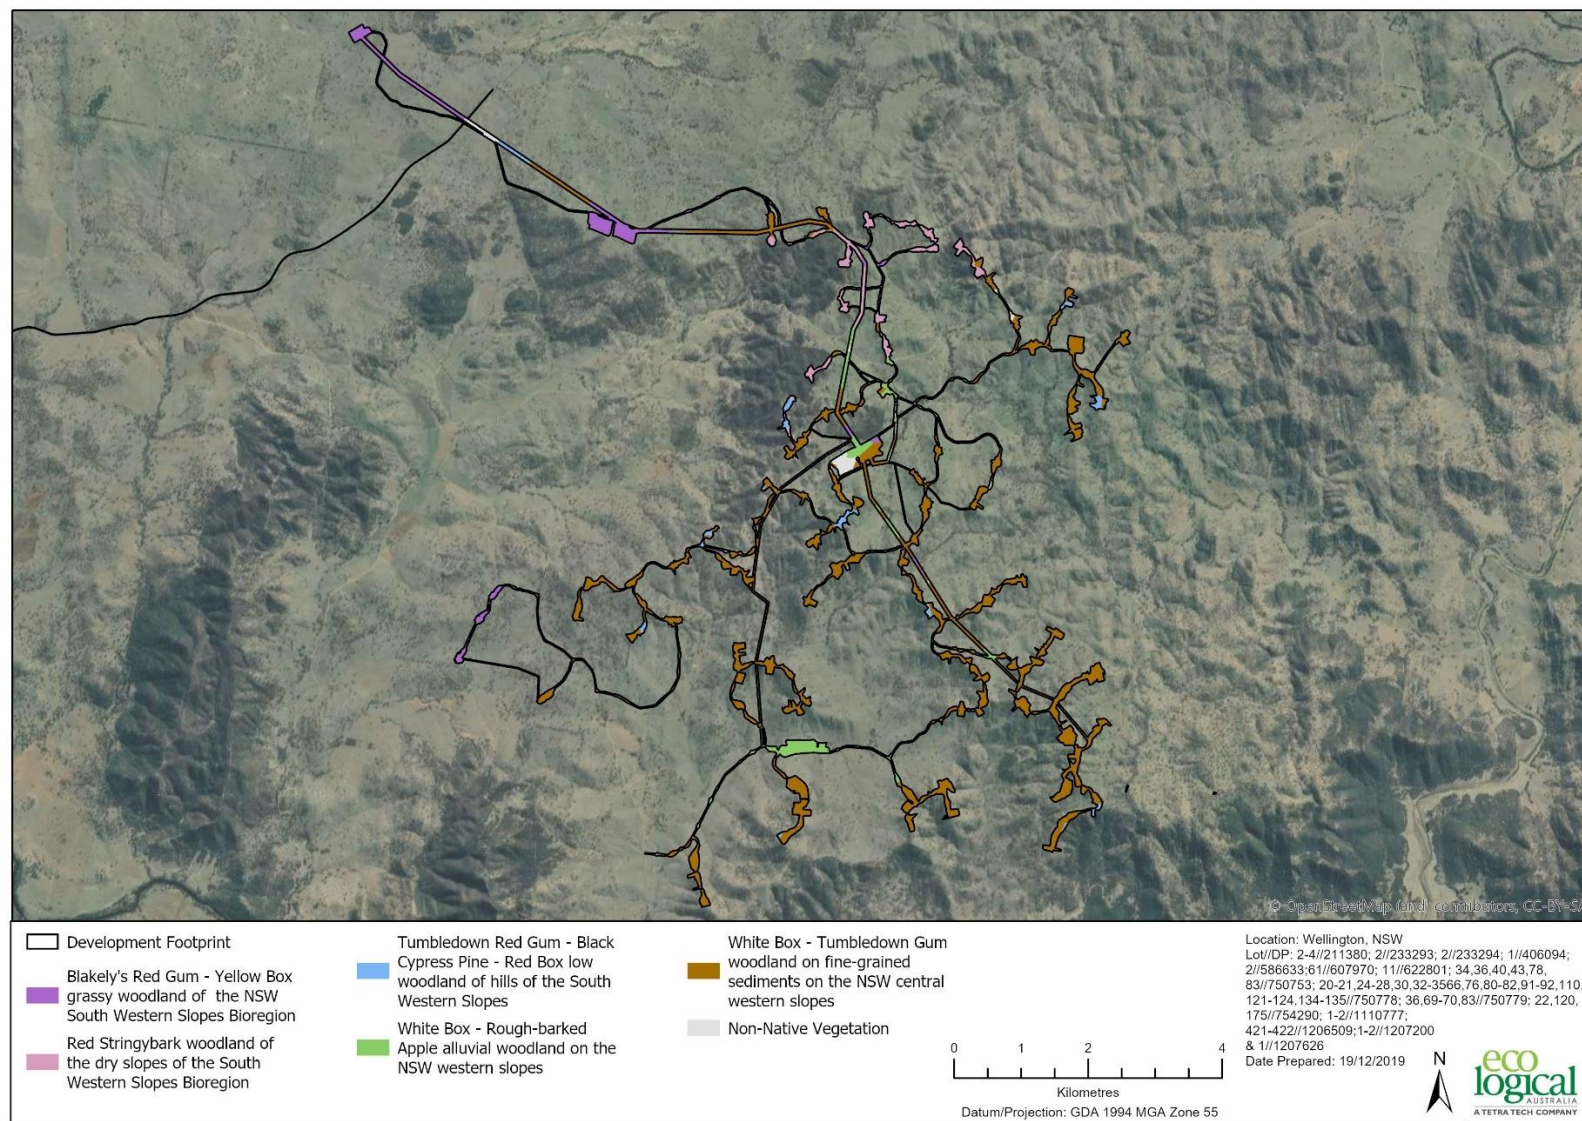 © OpenStreetMap (and) contributors, CC-BY-SA
Development Footprint
Blakely's Red Gum - Yellow Box
grassy woodland of the NSW
South Western Slopes Bioregion
Red Stringybark woodland of
the dry slopes of the South
Western Slopes Bioregion
Tumbledown Red Gum - Black
Cypress Pine - Red Box low
woodland of hills of the South
Western Slopes
White Box - Rough-barked
Apple alluvial woodland on the
NSW western slopes
White Box - Tumbledown Gum
woodland on fine-grained
sediments on the NSW central
western slopes
Non-Native Vegetation
0 1 2 4
Kilometres
Datum/Projection: GDA 1994 MGA Zone 55
Location: Wellington, NSW
Lot//DP: 2-4//211380; 2//233293; 2//233294; 1//406094;
2//586633;61//607970; 11//622801; 34,36,40,43,78,
83//750753; 20-21,24-28,30,32-3566,76,80-82,91-92,110,
121-124,134-135//750778; 36,69-70,83//750779; 22,120,
175//754290; 1-2//1110777;
421-422//1206509;1-2//1207200
& 1//1207626
Date Prepared: 19/12/2019
N
eco
logical
AUSTRALIA
A TETRA TECH COMPANY